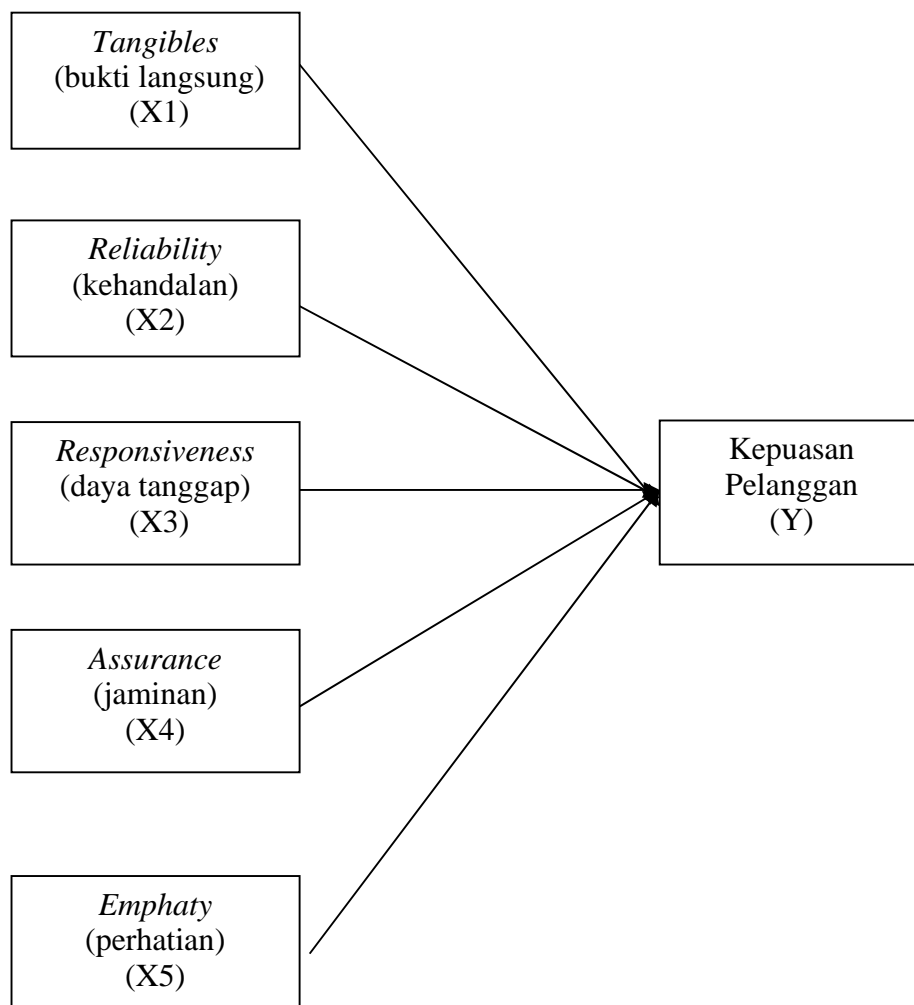 Tangibles
(bukti langsung)
(X1)
Reliability
(kehandalan)
(X2)
Responsiveness
(daya tanggap)
(X3)
Kepuasan
Pelanggan
(Y)
Assurance
(jaminan)
(X4)
Emphaty
(perhatian)
(X5)